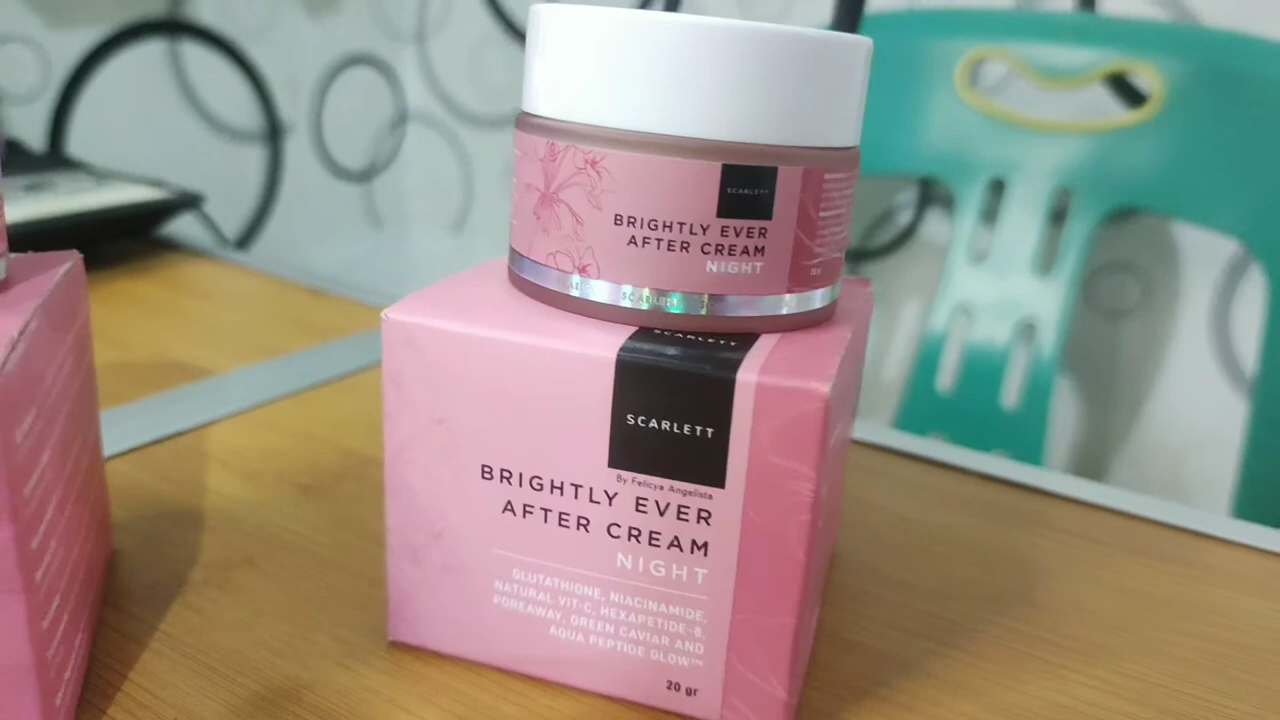 SCARLETT
BRIGHTLY EVER
AFTER CREAM
NIGHT
SCARLETT
SCARLETT
SCARLETT
By Felicya Angelista
BRIGHTLY EVER
AFTER CREAM
NIGHT
GLUTATHIONE, NIACINAMIDE,
NATURAL VIT-C, HEXAPETIDE-8,
POREAWAY, GREEN CAVIAR AND
AQUA PEPTIDE GLOW™
20 gr